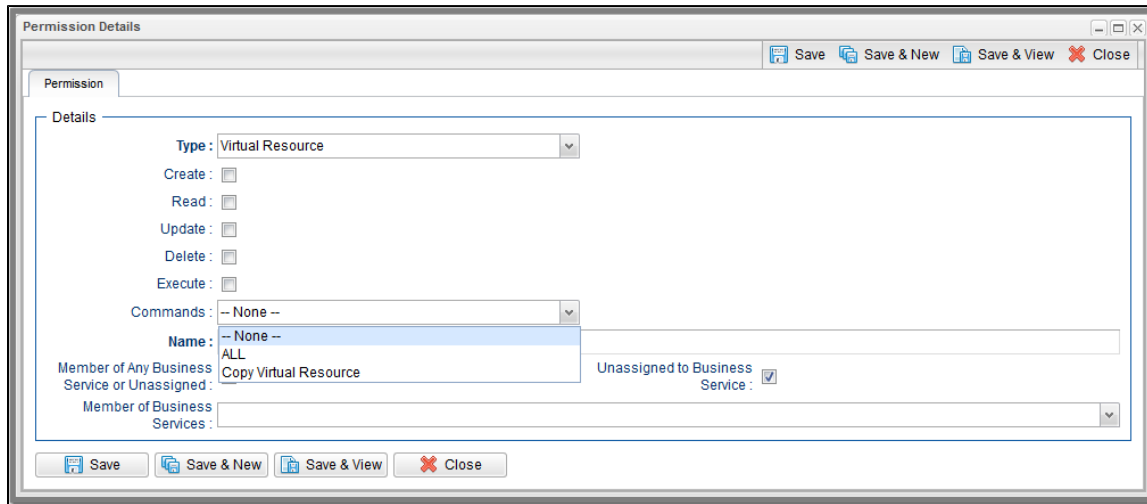 Permission Details
Save Save & New Save & View Close
Permission
Details
Type : Virtual Resource
Create :
Read :
Update :
Delete :
Execute :
Commands : -- None --
Name : -- None --
ALL
Copy Virtual Resource
Member of Any Business
Service or Unassigned :
Unassigned to Business
Service :
Member of Business
Services :
Save Save & New Save & View Close